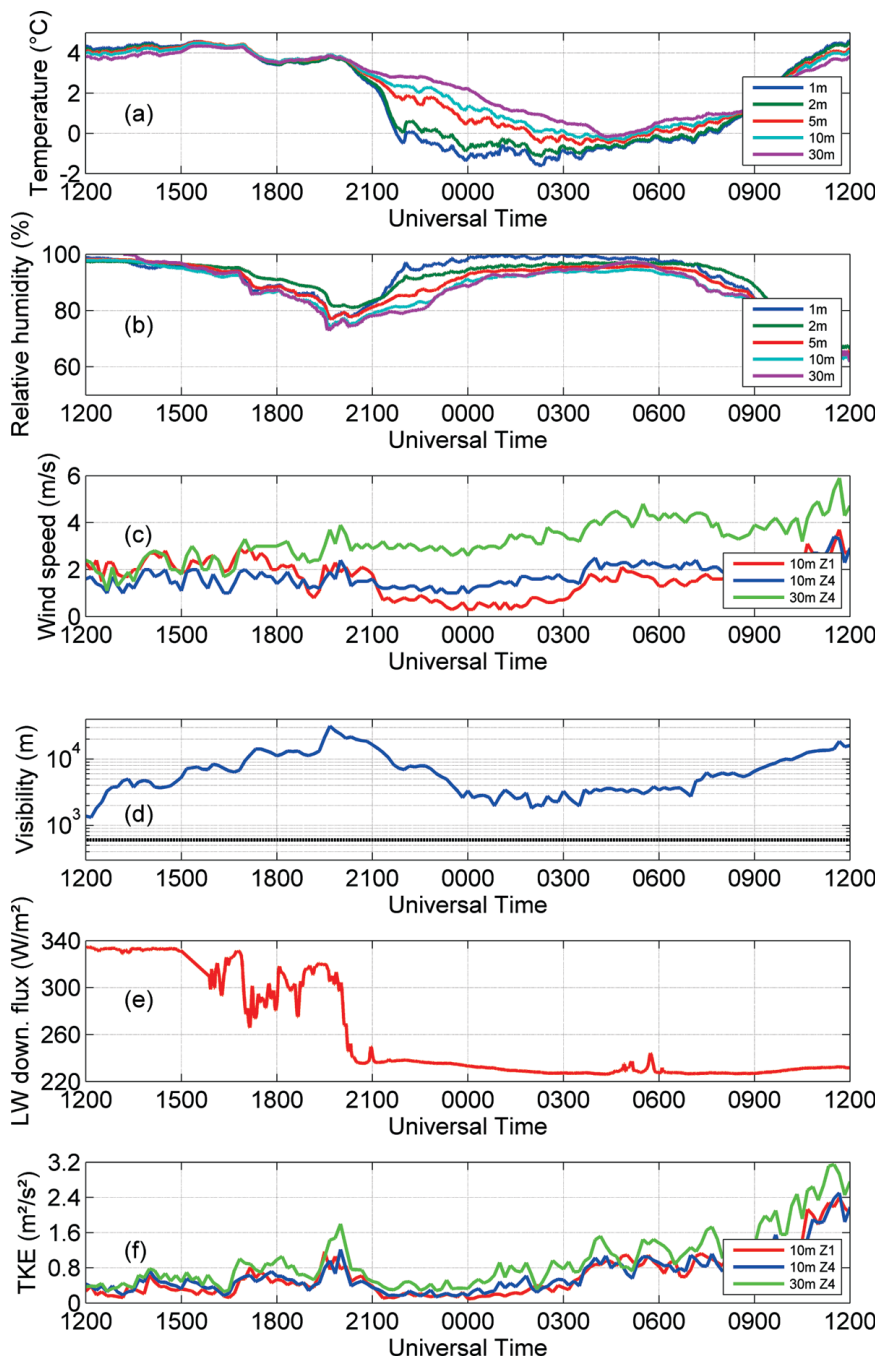 Temperature (°C)
4
2
0
-2
(a)
1m
2m
5m
10m
30m
1200 1500 1800 2100 0000 0300 0600 0900 1200
Universal Time
Relative humidity (%)
100
80
60
(b)
1m
2m
5m
10m
30m
1200 1500 1800 2100 0000 0300 0600 0900 1200
Universal Time
Wind speed (m/s)
6
4
2
0
(c)
10m Z1
10m Z4
30m Z4
1200 1500 1800 2100 0000 0300 0600 0900 1200
Universal Time
Visibility (m)
10⁴
10³
(d)
1200 1500 1800 2100 0000 0300 0600 0900 1200
Universal Time
LW down. flux (W/m²)
340
300
260
220
(e)
1200 1500 1800 2100 0000 0300 0600 0900 1200
Universal Time
TKE (m²/s²)
3.2
2.4
1.6
0.8
0
(f)
10m Z1
10m Z4
30m Z4
1200 1500 1800 2100 0000 0300 0600 0900 1200
Universal Time